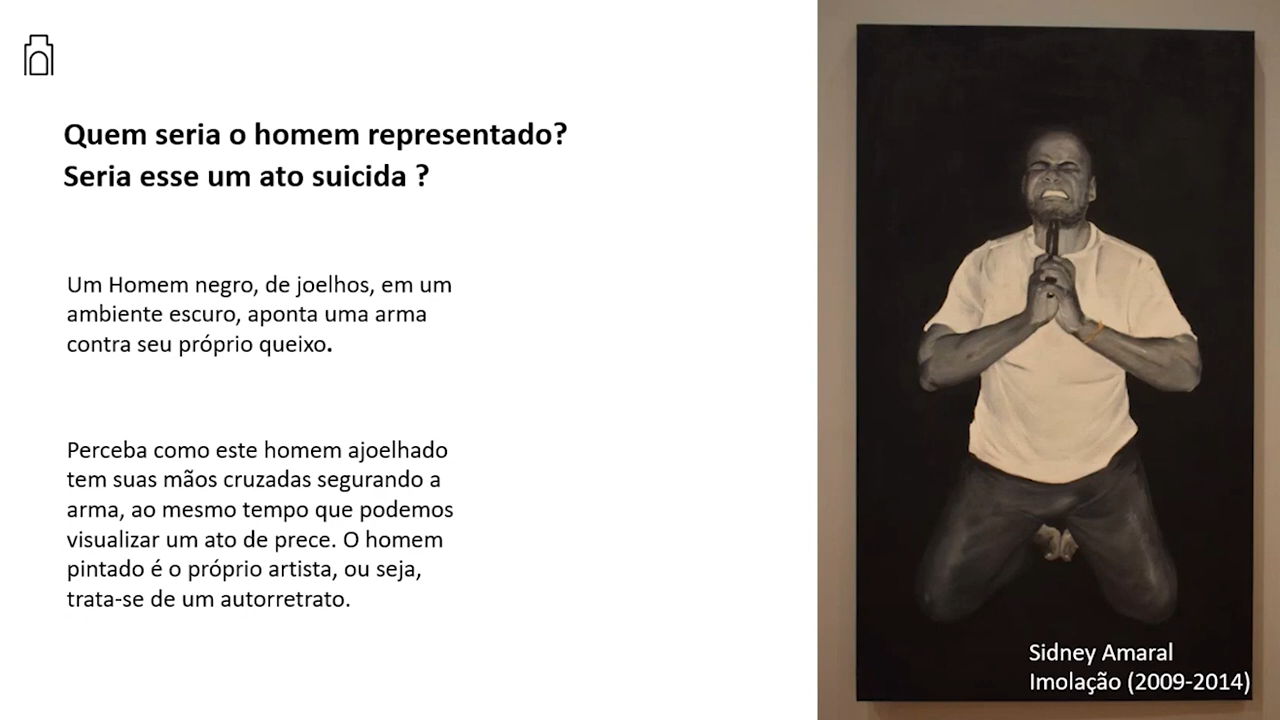 Quem seria o homem representado?
Seria esse um ato suicida ?
Um Homem negro, de joelhos, em um
ambiente escuro, aponta uma arma
contra seu próprio queixo.
Perceba como este homem ajoelhado
tem suas mãos cruzadas segurando a
arma, ao mesmo tempo que podemos
visualizar um ato de prece. O homem
pintado é o próprio artista, ou seja,
trata-se de um autorretrato.
Sidney Amaral
Imolação (2009-2014)